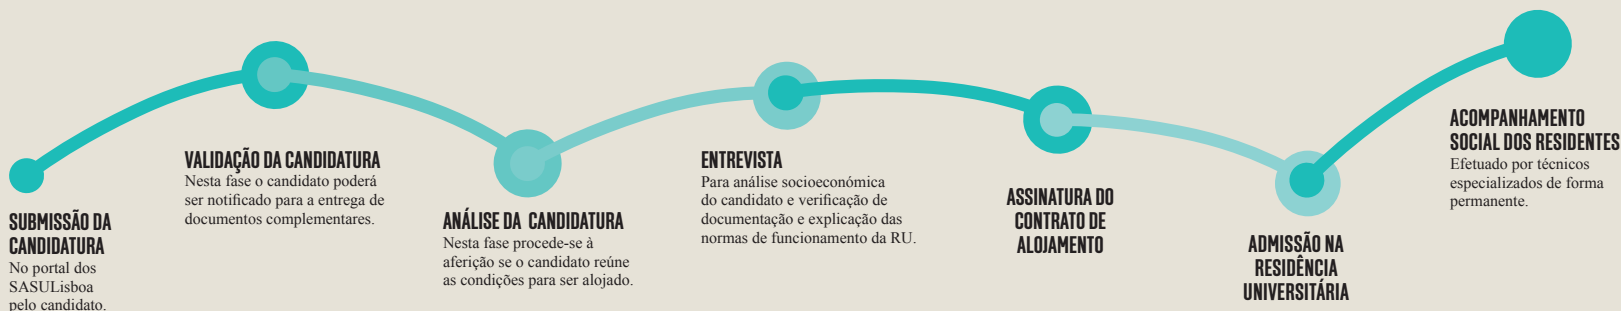 SUBMISSÃO DA
CANDIDATURA
No portal dos
SASULisboa
pelo candidato.
VALIDAÇÃO DA CANDIDATURA
Nesta fase o candidato poderá
ser notificado para a entrega de
documentos complementares.
ANÁLISE DA CANDIDATURA
Nesta fase procede-se à
aferição se o candidato reúne
as condições para ser alojado.
ENTREVISTA
Para análise socioeconómica
do candidato e verificação de
documentação e explicação das
normas de funcionamento da RU.
ASSINATURA DO
CONTRATO DE
ALOJAMENTO
ADMISSÃO NA
RESIDÊNCIA
UNIVERSITÁRIA
ACOMPANHAMENTO
SOCIAL DOS RESIDENTES
Efetuado por técnicos
especializados de forma
permanente.